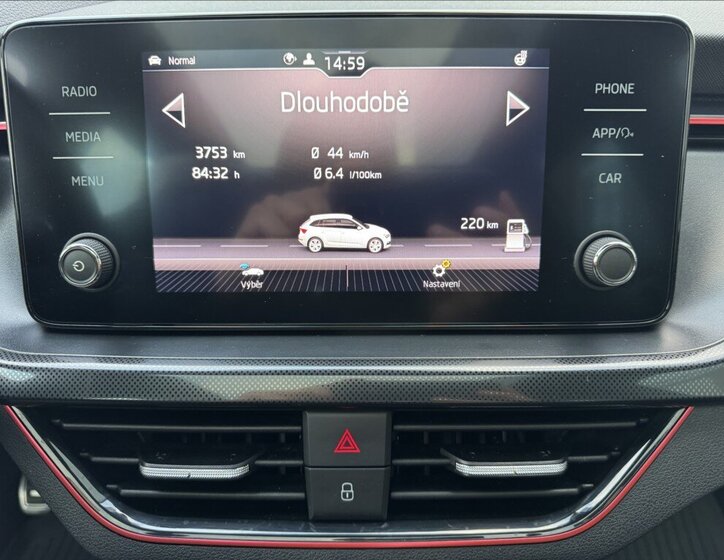 Normal
14:59
RADIO
MEDIA
MENU
Dlouhodobě
3753 km
Ø 44 km/h
84:32 h
Ø 6.4 l/100km
220 km
Výběr
Nastavení
PHONE
APP/
CAR